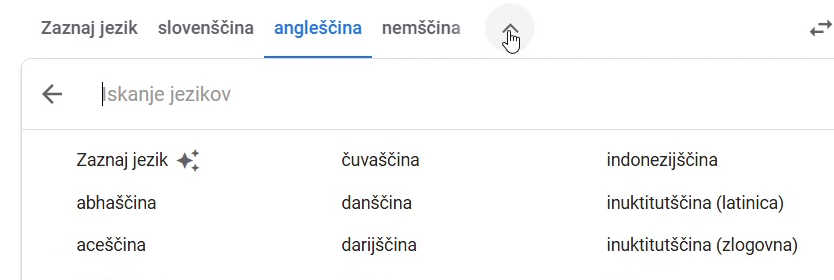 Zaznaj jezik slovenščina angleščina nemščina
Iskanje jezikov
Zaznaj jezik čuvaščina indonezijščina
abhaščina danščina inuktitutščina (latinica)
aceščina darijščina inuktitutščina (zlogovna)